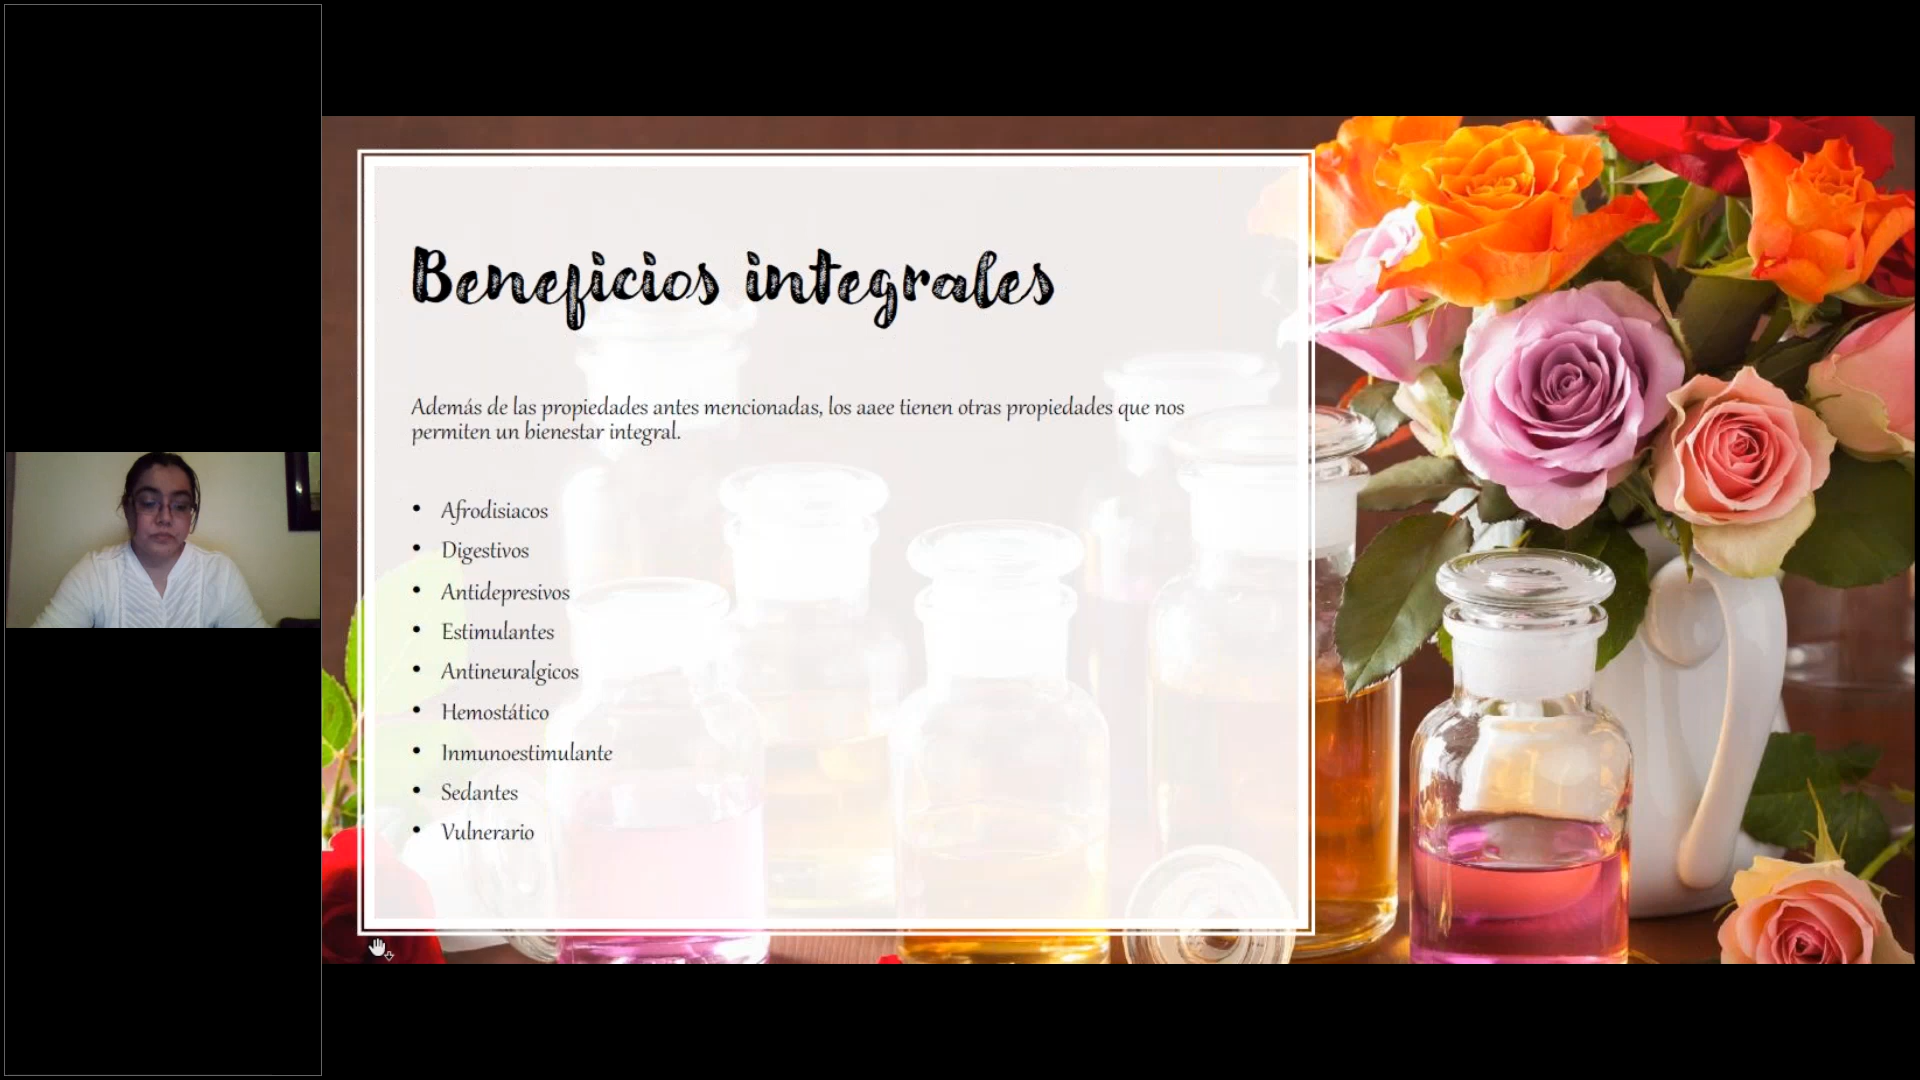 Beneficios integrales
Además de las propiedades antes mencionadas, los aaee tienen otras propiedades que nos
permiten un bienestar integral.
• Afrodisiacos
• Digestivos
• Antidepresivos
• Estimulantes
• Antineuralgicos
• Hemostático
• Inmunoestimulante
• Sedantes
• Vulnerario